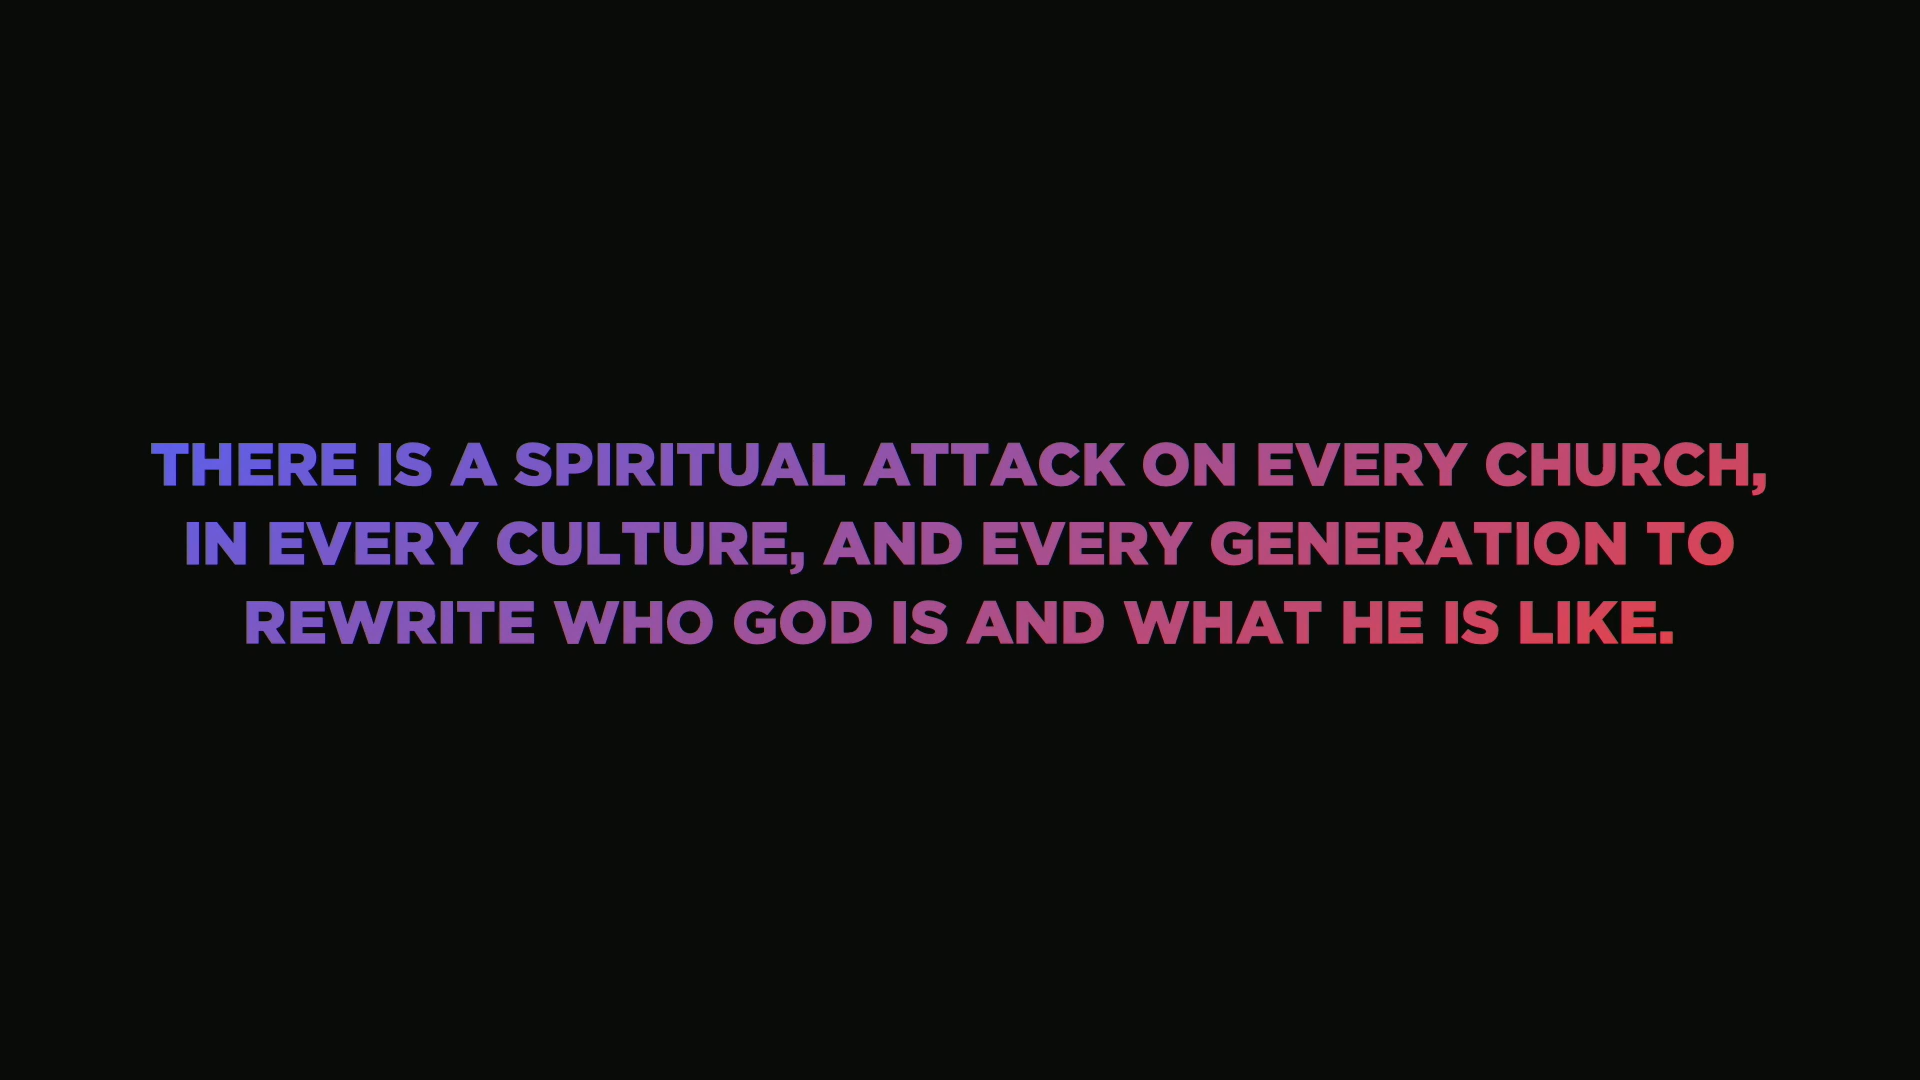 THERE IS A SPIRITUAL ATTACK ON EVERY CHURCH,
IN EVERY CULTURE, AND EVERY GENERATION TO
REWRITE WHO GOD IS AND WHAT HE IS LIKE.